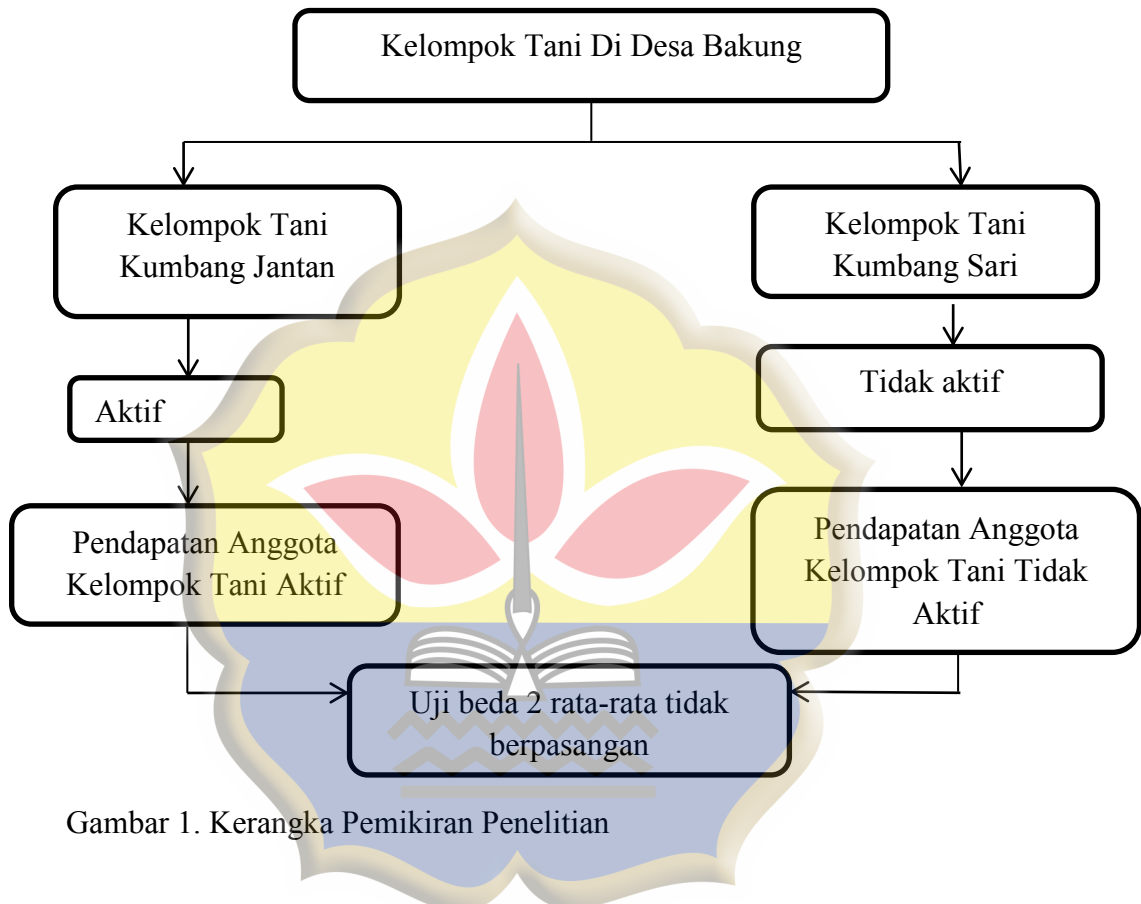 Kelompok Tani Di Desa Bakung
Kelompok Tani
Kumbang Jantan
Kelompok Tani
Kumbang Sari
Aktif
Tidak aktif
Pendapatan Anggota
Kelompok Tani Aktif
Pendapatan Anggota
Kelompok Tani Tidak
Aktif
Uji beda 2 rata-rata tidak
berpasangan
Gambar 1. Kerangka Pemikiran Penelitian